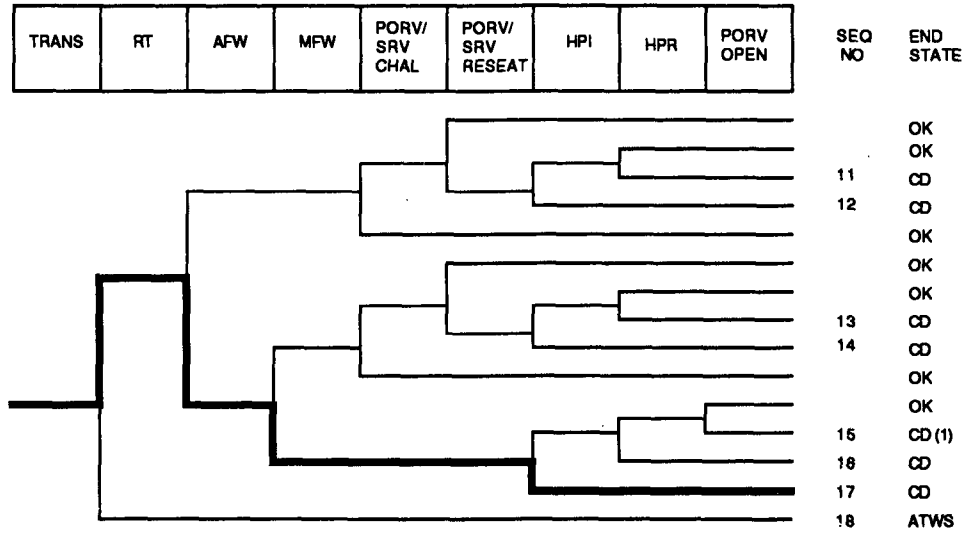 TRANS RT AFW MFW PORV/ SRV CHAL PORV/ SRV RESEAT HPI HPR PORV OPEN SEQ NO END STATE
OK
OK
11 CD
12 CD
OK
OK
OK
13 CD
14 CD
OK
OK
15 CD (1)
16 CD
17 CD
18 ATWS